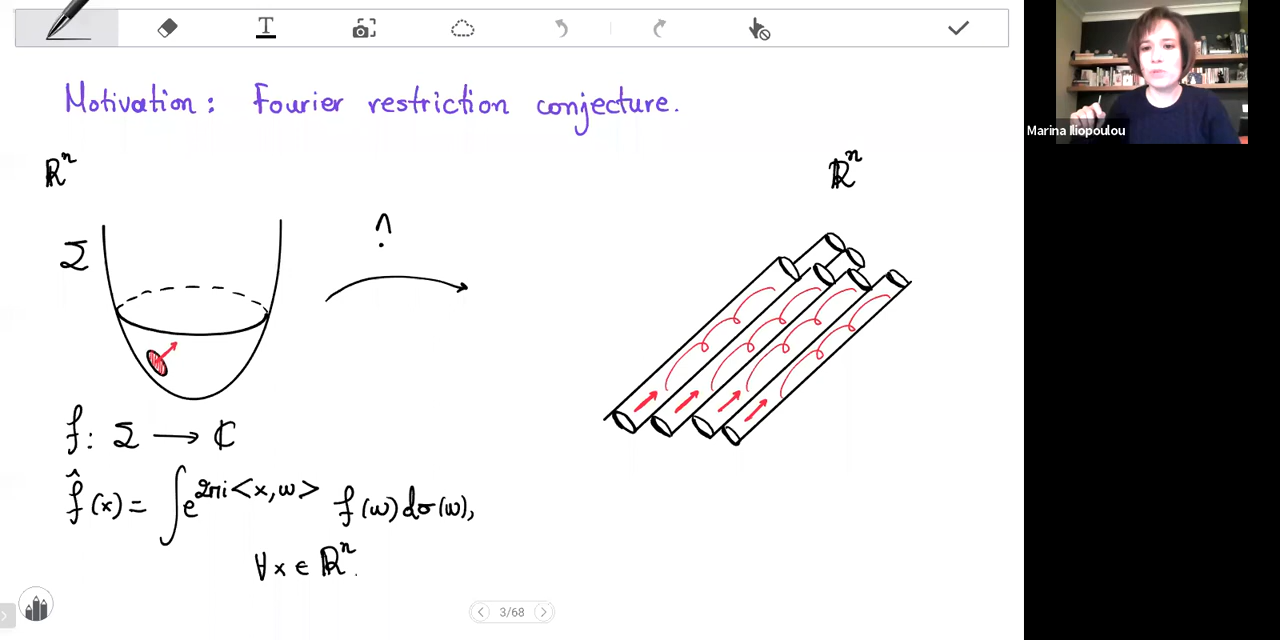 T
Motivation: Fourier restriction conjecture.
ℝⁿ
ℝⁿ
Σ
^
f: Σ → ℂ
f̂(x) = ∫ e^{2πi<x,ω>} f(ω)dσ(ω),
∀x ∈ ℝⁿ.
3/68
Marina Iliopoulou